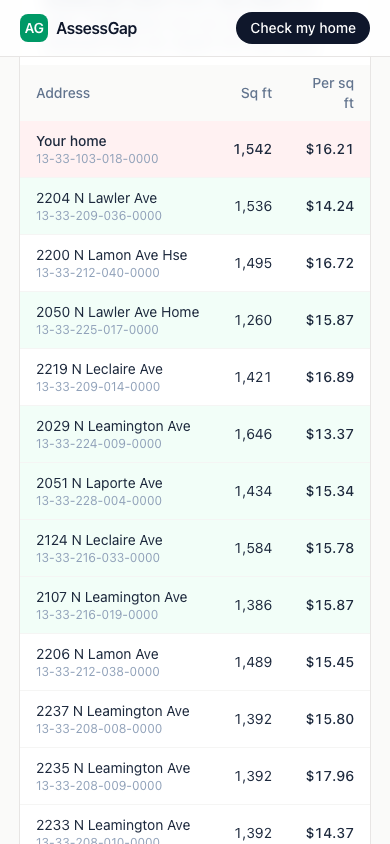 AG AssessGap Check my home
Address Sq ft Per sq ft
Your home 1,542 $16.21
13-33-103-018-0000
2204 N Lawler Ave 1,536 $14.24
13-33-209-036-0000
2200 N Lamon Ave Hse 1,495 $16.72
13-33-212-040-0000
2050 N Lawler Ave Home 1,260 $15.87
13-33-225-017-0000
2219 N Leclaire Ave 1,421 $16.89
13-33-209-014-0000
2029 N Leamington Ave 1,646 $13.37
13-33-224-009-0000
2051 N Laporte Ave 1,434 $15.34
13-33-228-004-0000
2124 N Leclaire Ave 1,584 $15.78
13-33-216-033-0000
2107 N Leamington Ave 1,386 $15.87
13-33-216-019-0000
2206 N Lamon Ave 1,489 $15.45
13-33-212-038-0000
2237 N Leamington Ave 1,392 $15.80
13-33-208-008-0000
2235 N Leamington Ave 1,392 $17.96
13-33-208-009-0000
2233 N Leamington Ave 1,392 $14.37
13-33-208-010-0000